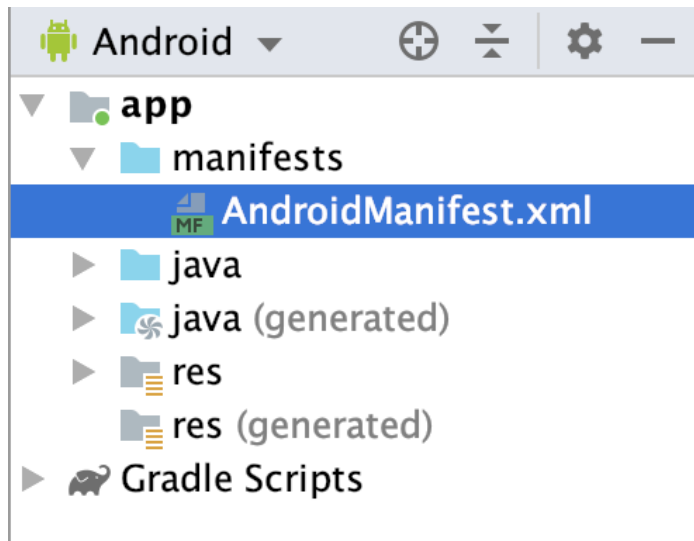 Android
app
manifests
MF AndroidManifest.xml
java
java (generated)
res
res (generated)
Gradle Scripts